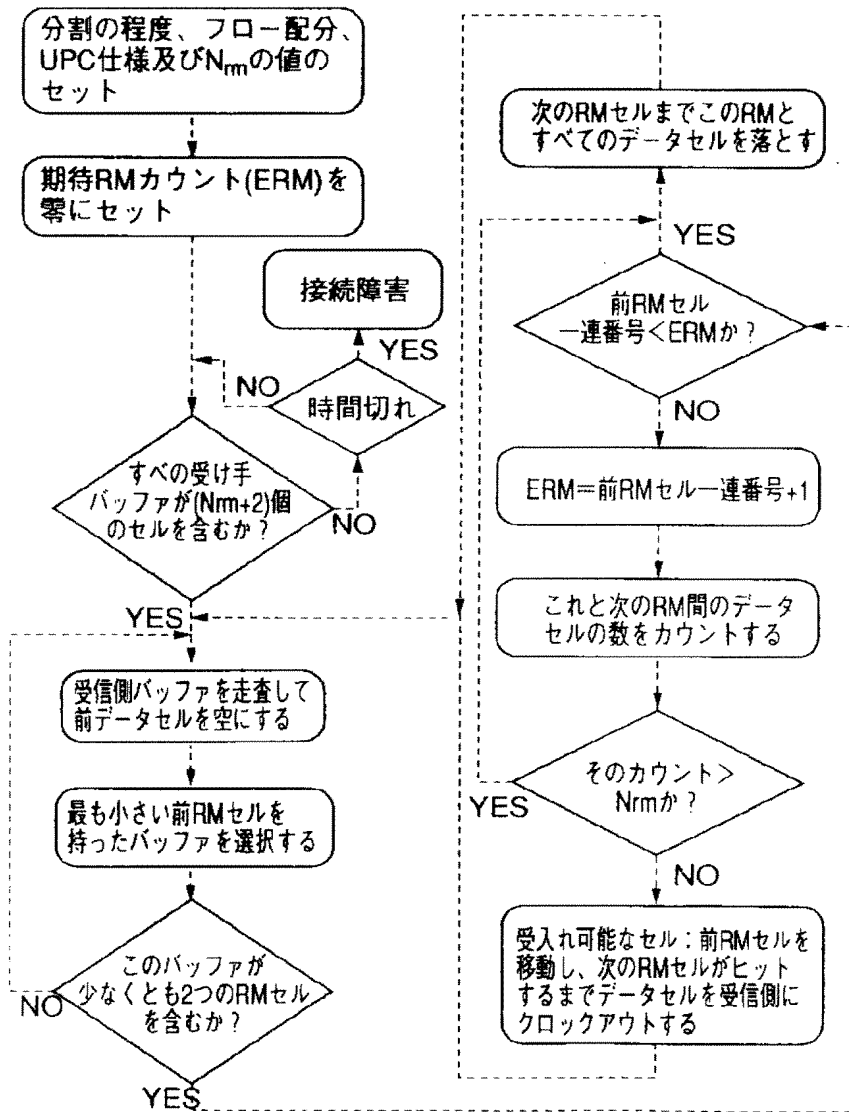 分割の程度、フロー配分、
UPC仕様及びNrmの値の
セット
期待RMカウント(ERM)を
零にセット
接続障害
YES
NO
時間切れ
すべの受け手
バッファが(Nrm+2)個
のセルを含むか?
NO
YES
受信側バッファを走査して
前データセルを空にする
最も小さい前RMセルを
持ったバッファを選択する
このバッファが
少なくとも2つのRMセル
を含むか?
NO
YES
次のRMセルまでこのRMと
すべてのデータセルを落とす
YES
前RMセル
一連番号<ERMか?
NO
ERM=前RMセル一連番号+1
これと次のRM間のデータ
セルの数をカウントする
そのカウント>
Nrmか?
YES
NO
受入れ可能なセル:前RMセルを
移動し、次のRMセルがヒット
するまでデータセルを受信側に
クロックアウトする